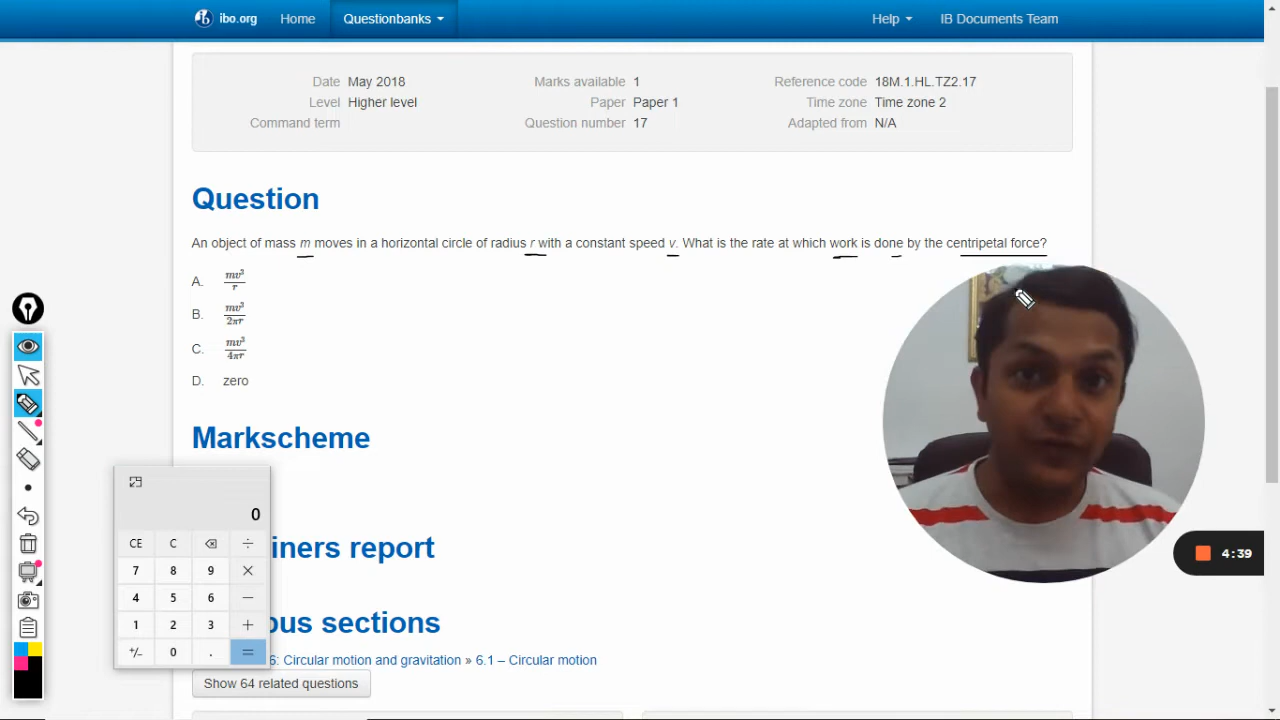 ibo.org Home Questionbanks Help IB Documents Team
Date May 2018 Marks available 1 Reference code 18M.1.HL.TZ2.17
Level Higher level Paper Paper 1 Time zone Time zone 2
Command term Question number 17 Adapted from N/A
Question
An object of mass m moves in a horizontal circle of radius r with a constant speed v. What is the rate at which work is done by the centripetal force?
A. mv³/r
B. mv³/2πr
C. mv³/4πr
D. zero
Markscheme
0
CE C ⌫ ÷
iners report
7 8 9 ×
4 5 6 −
4:39
1 2 3 +
ous sections
+/− 0 . =
6: Circular motion and gravitation » 6.1 – Circular motion
Show 64 related questions